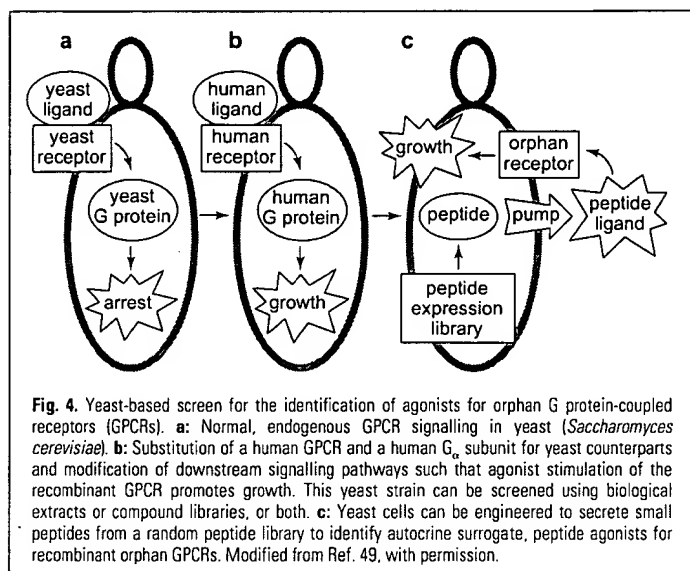 a
b
c
yeast
ligand
yeast
receptor
yeast
G protein
arrest
human
ligand
human
receptor
human
G protein
growth
growth
orphan
receptor
peptide
pump
peptide
ligand
peptide
expression
library
Fig. 4. Yeast-based screen for the identification of agonists for orphan G protein-coupled
receptors (GPCRs). a: Normal, endogenous GPCR signalling in yeast (Saccharomyces
cerevisiae). b: Substitution of a human GPCR and a human Gα subunit for yeast counterparts
and modification of downstream signalling pathways such that agonist stimulation of the
recombinant GPCR promotes growth. This yeast strain can be screened using biological
extracts or compound libraries, or both. c: Yeast cells can be engineered to secrete small
peptides from a random peptide library to identify autocrine surrogate, peptide agonists for
recombinant orphan GPCRs. Modified from Ref. 49, with permission.